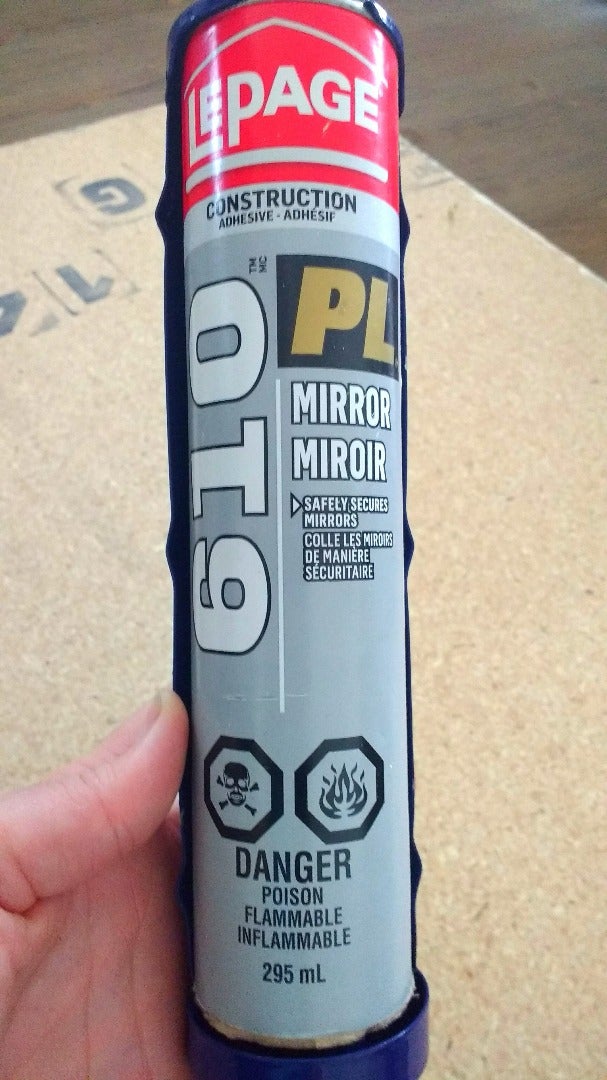 LEPAGE
CONSTRUCTION
ADHESIVE - ADHÉSIF
610 TM MC
PL
MIRROR
MIROIR
SAFELY SECURES
MIRRORS
COLLE LES MIROIRS
DE MANIÈRE
SÉCURITAIRE
DANGER
POISON
FLAMMABLE
INFLAMMABLE
295 mL
G
1